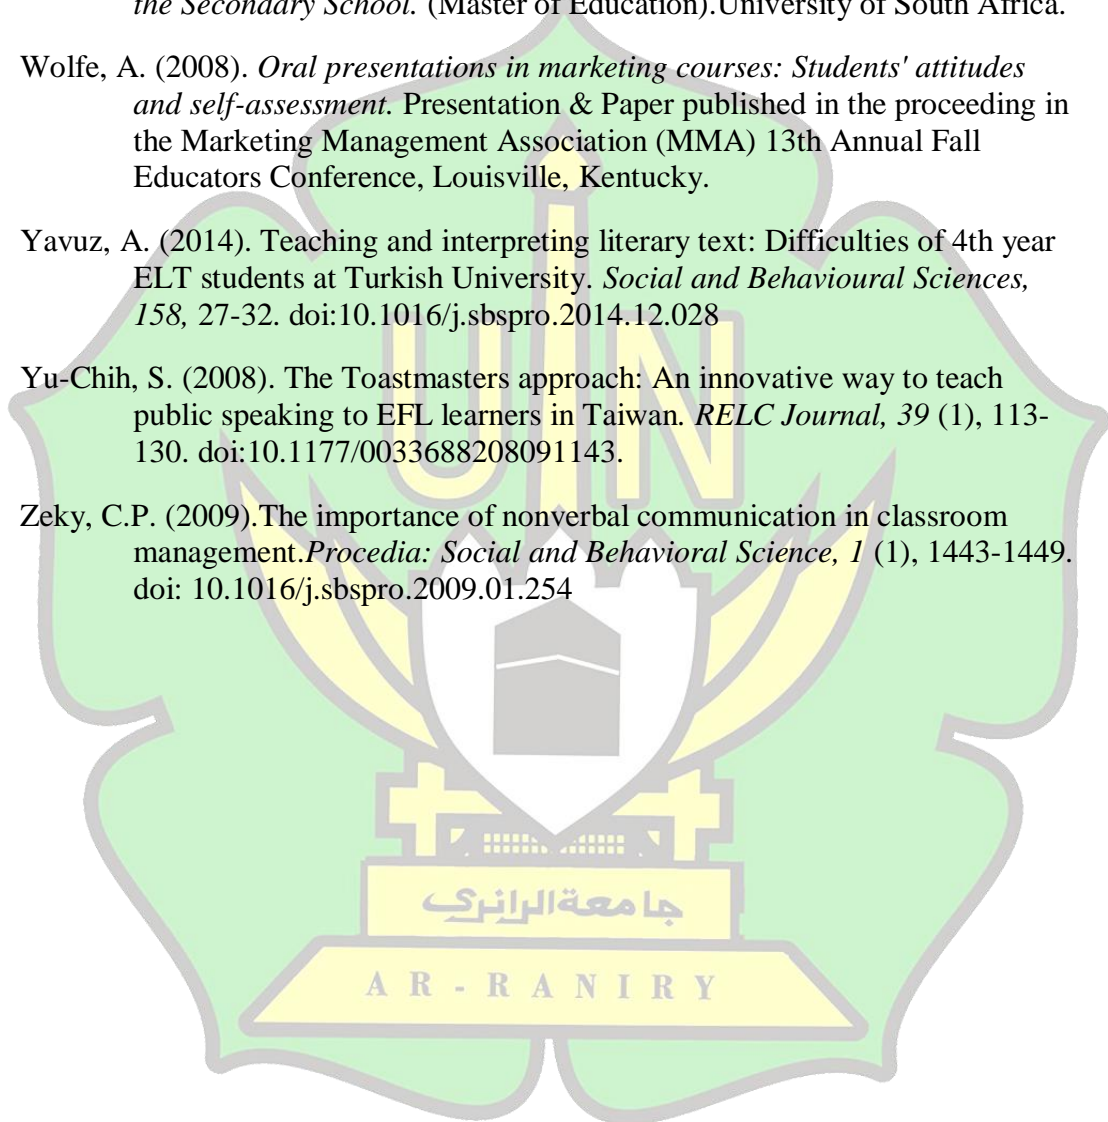 the Secondary School. (Master of Education).University of South Africa.
Wolfe, A. (2008). Oral presentations in marketing courses: Students' attitudes
and self-assessment. Presentation & Paper published in the proceeding in
the Marketing Management Association (MMA) 13th Annual Fall
Educators Conference, Louisville, Kentucky.
Yavuz, A. (2014). Teaching and interpreting literary text: Difficulties of 4th year
ELT students at Turkish University. Social and Behavioural Sciences,
158, 27-32. doi:10.1016/j.sbspro.2014.12.028
Yu-Chih, S. (2008). The Toastmasters approach: An innovative way to teach
public speaking to EFL learners in Taiwan. RELC Journal, 39 (1), 113-
130. doi:10.1177/0033688208091143.
Zeky, C.P. (2009).The importance of nonverbal communication in classroom
management.Procedia: Social and Behavioral Science, 1 (1), 1443-1449.
doi: 10.1016/j.sbspro.2009.01.254
UIN
جامعة الرانري
AR-RANIRY